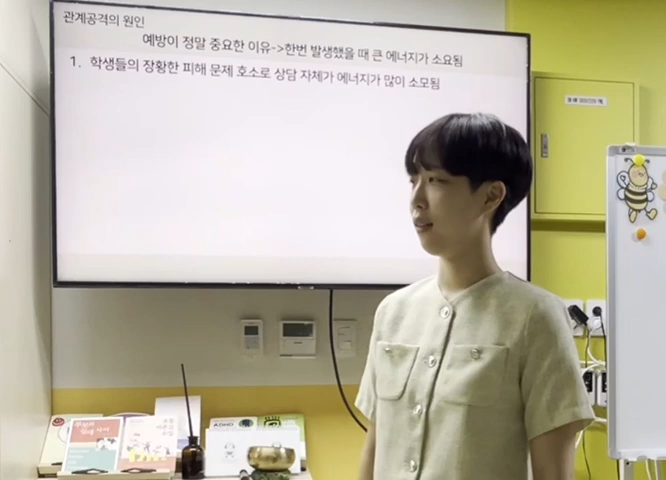 관계공격의 원인
예방이 정말 중요한 이유->한번 발생했을 때 큰 에너지가 소요됨
1. 학생들의 장황한 피해 문제 호소로 상담 자체가 에너지가 많이 소모됨
ADHD